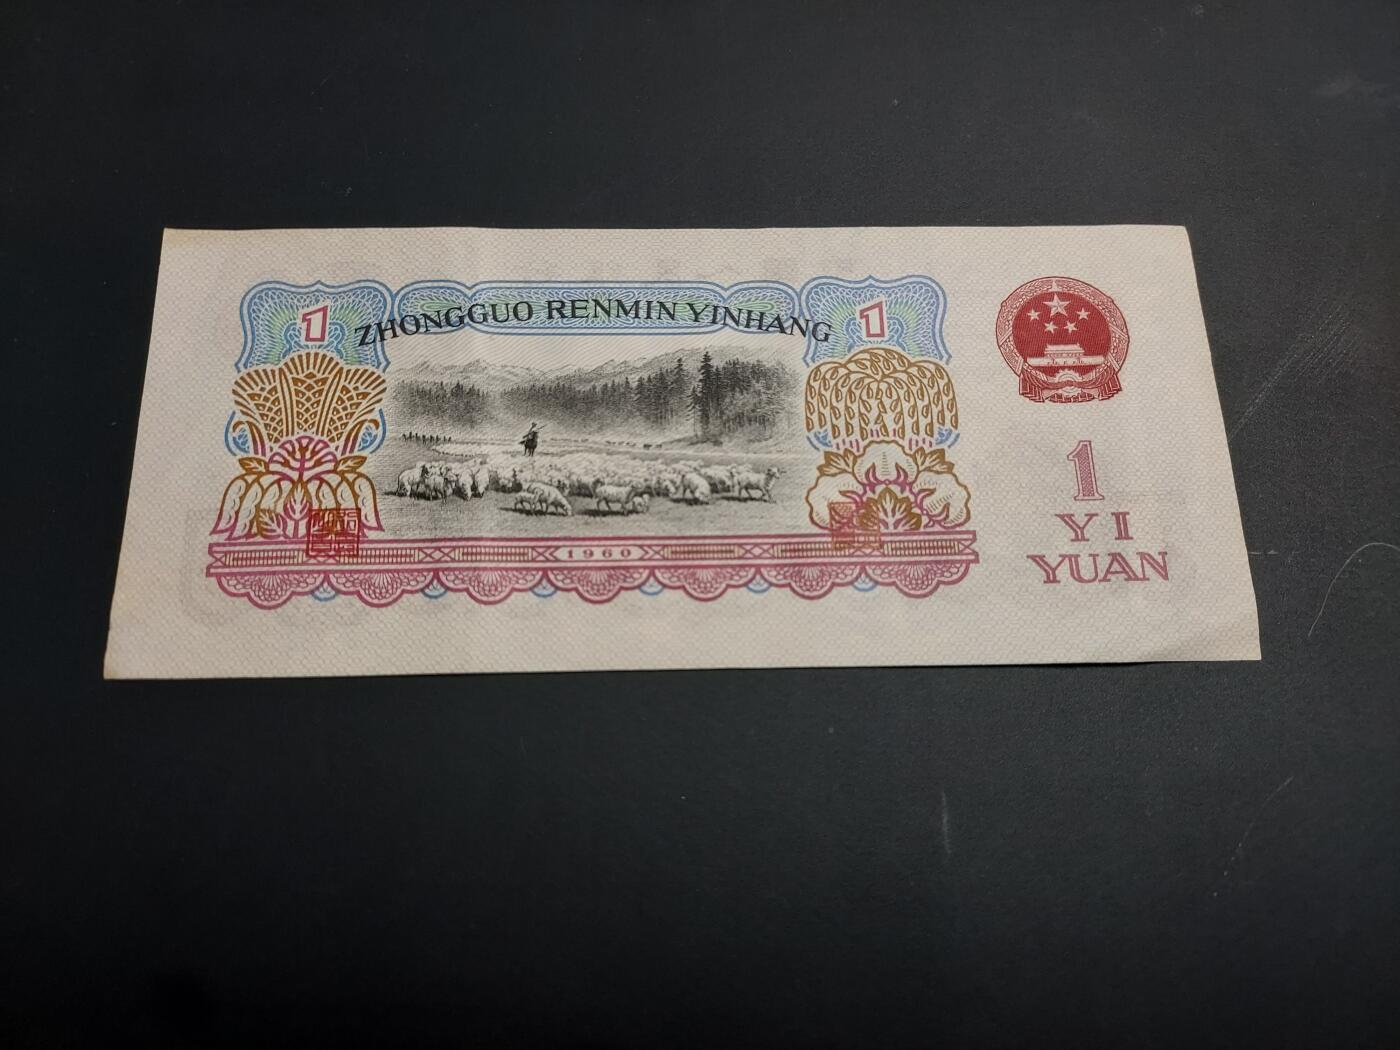 1
ZHONGGUO RENMIN YINHANG
1
1960
1
YI
YUAN